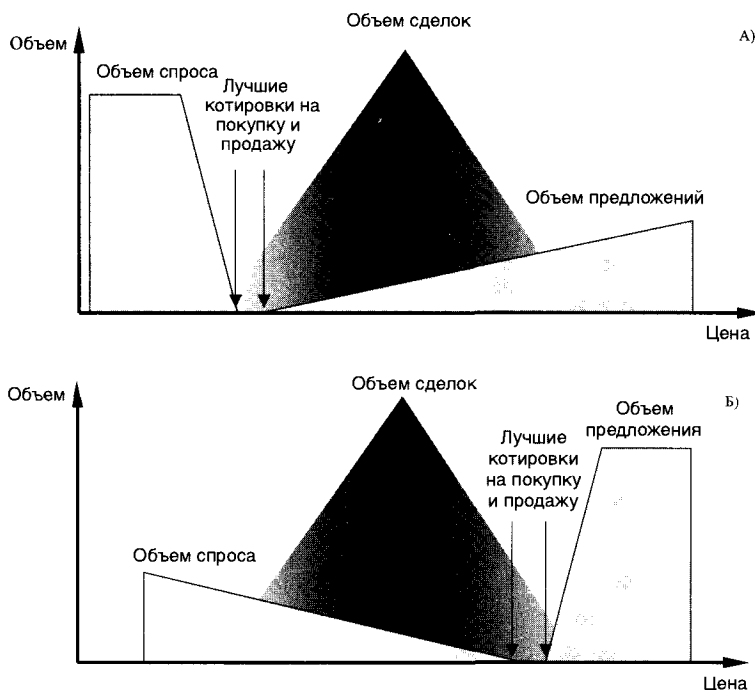 Объем сделок
А)
Объем
Объем спроса
Лучшие
котировки на
покупку и
продажу
Объем предложений
Цена
Объем
Объем сделок
Б)
Объем
предложения
Лучшие
котировки
на покупку
и продажу
Объем спроса
Цена